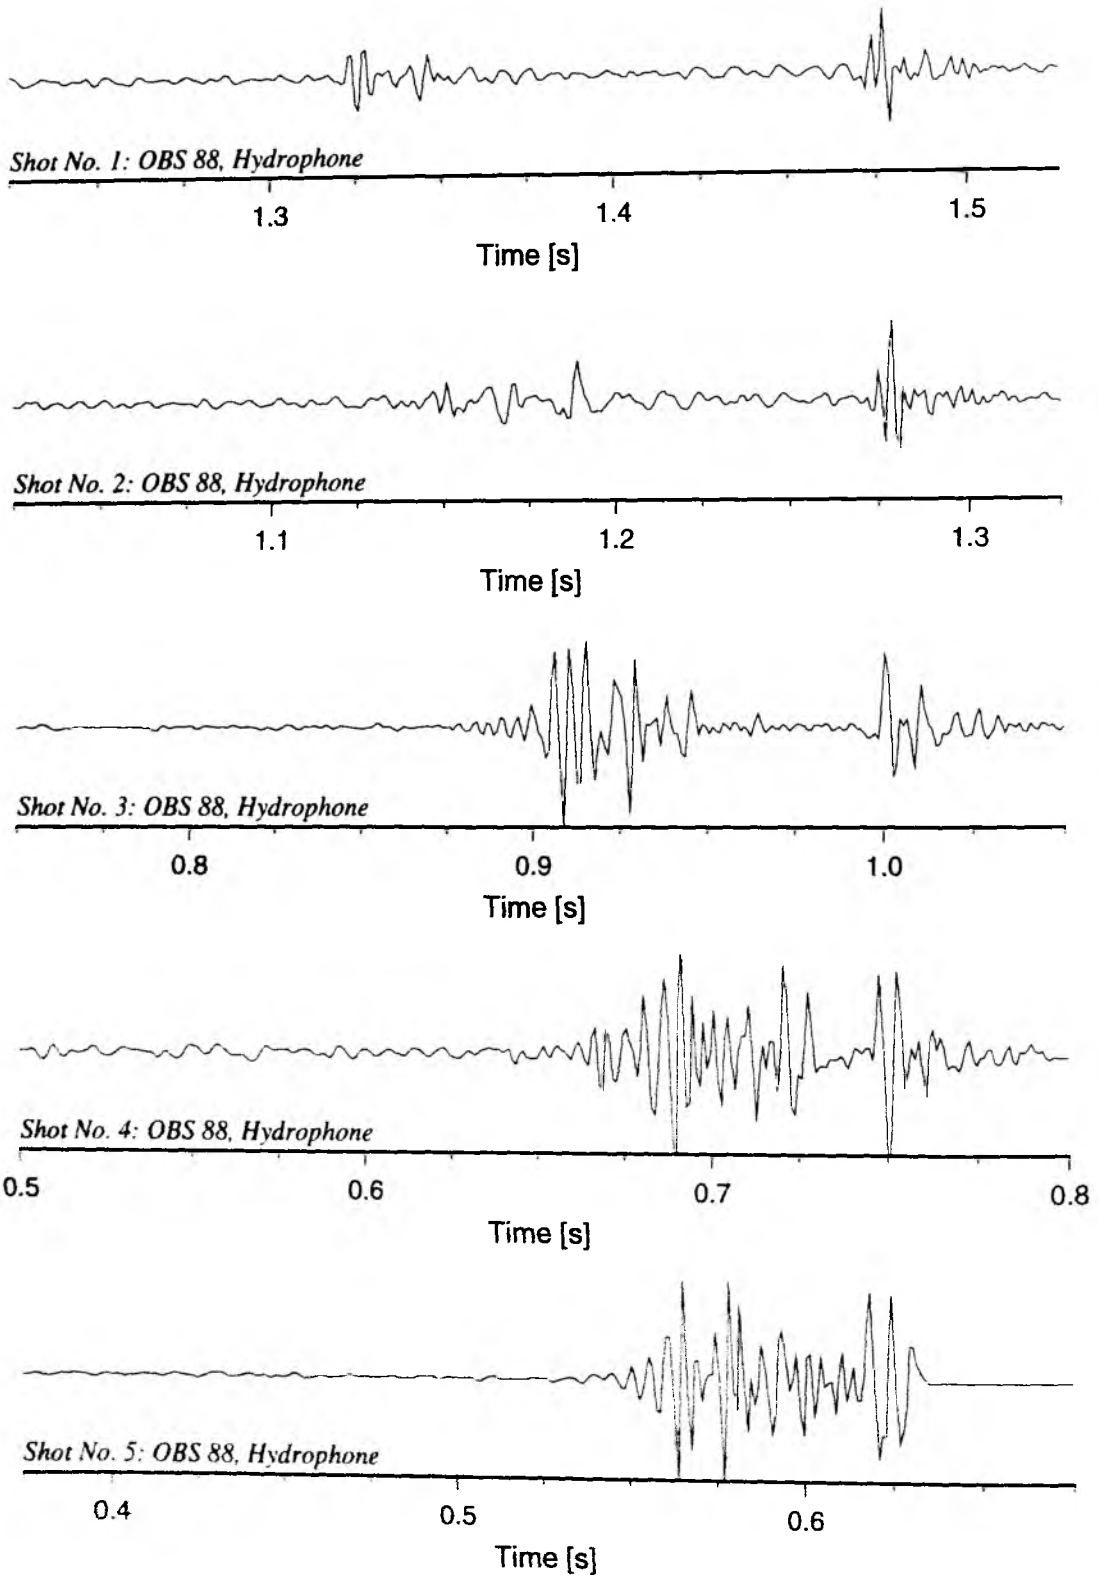 Shot No. 1: OBS 88, Hydrophone
1.3 1.4 1.5
Time [s]
Shot No. 2: OBS 88, Hydrophone
1.1 1.2 1.3
Time [s]
Shot No. 3: OBS 88, Hydrophone
0.8 0.9 1.0
Time [s]
Shot No. 4: OBS 88, Hydrophone
0.5 0.6 0.7 0.8
Time [s]
Shot No. 5: OBS 88, Hydrophone
0.4 0.5 0.6
Time [s]